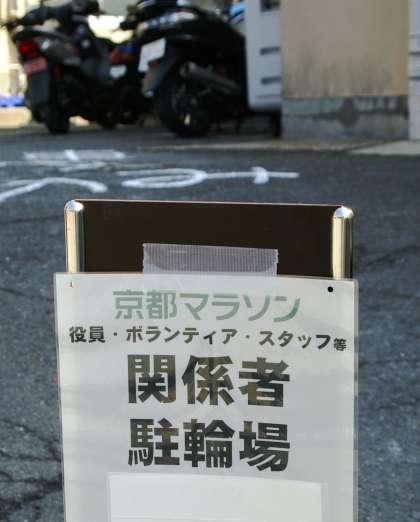 京都マラソン
役員・ボランティア・スタッフ等
関係者
駐輪場